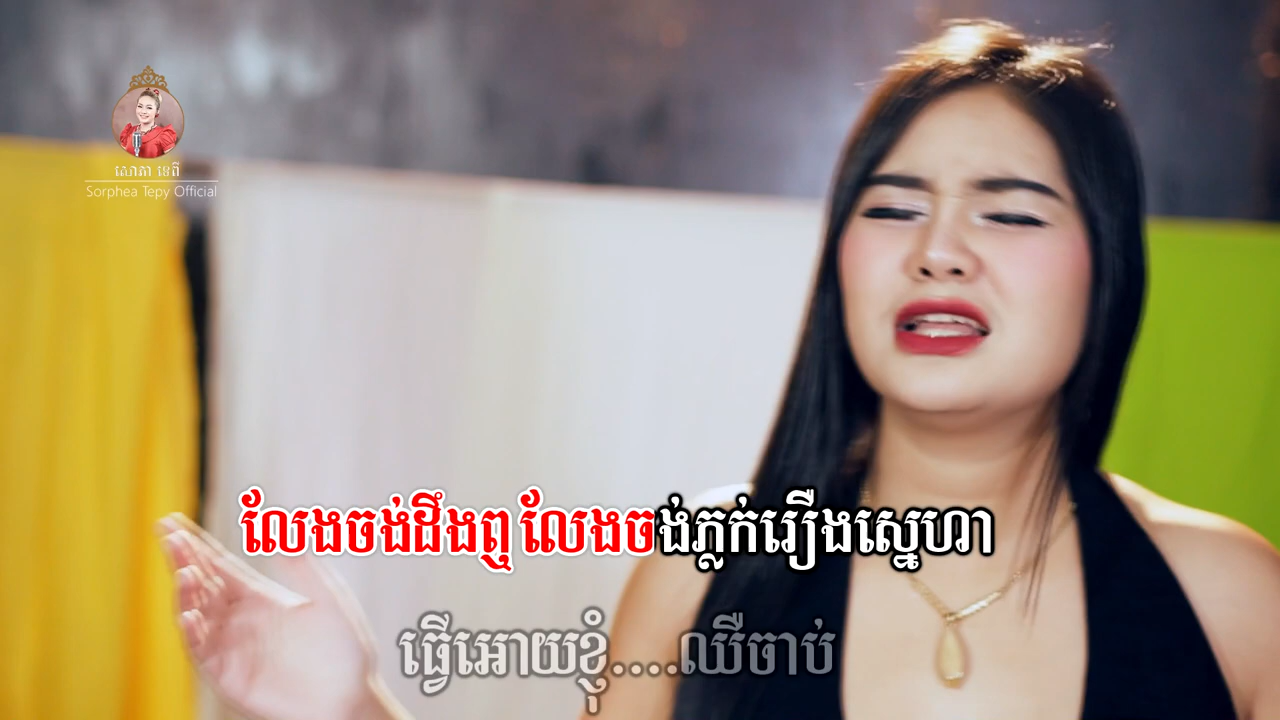 សោភា ទេពី
Sorphea Tepy Official
លែងចង់ដឹងឮ លែងចង់ភ្លក់រឿងស្នេហា
ធ្វើអោយខ្ញុំ....ឈឺចាប់